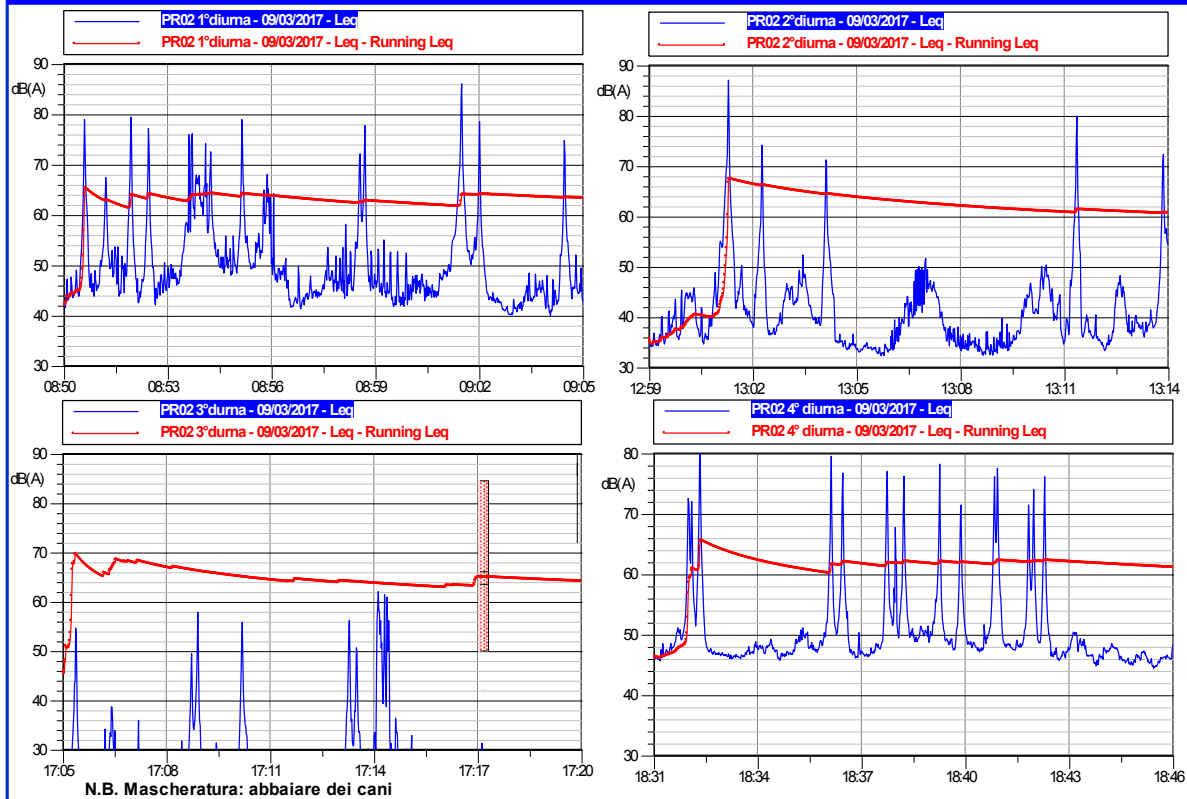 PR02 1°diurna - 09/03/2017 - Leq
PR02 1°diurna - 09/03/2017 - Leq - Running Leq
90
dB(A)
80
70
60
50
40
30
08:50 08:53 08:56 08:59 09:02 09:05
PR02 2°diurna - 09/03/2017 - Leq
PR02 2°diurna - 09/03/2017 - Leq - Running Leq
90
dB(A)
80
70
60
50
40
30
12:59 13:02 13:05 13:08 13:11 13:14
PR02 3°durna - 09/03/2017 - Leq
PR02 3°durna - 09/03/2017 - Leq - Running Leq
90
dB(A)
80
70
60
50
40
30
17:05 17:08 17:11 17:14 17:17 17:20
N.B. Mascheratura: abbaiare dei cani
PR02 4° diurna - 09/03/2017 - Leq
PR02 4° diurna - 09/03/2017 - Leq - Running Leq
80
dB(A)
70
60
50
40
30
18:31 18:34 18:37 18:40 18:43 18:46